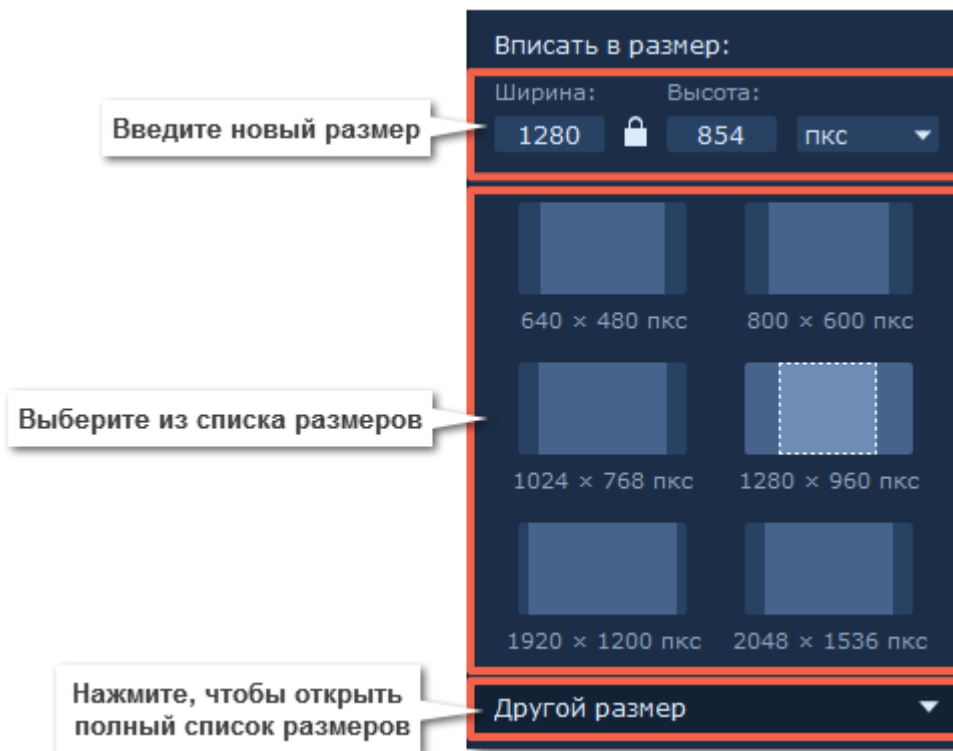 Вписать в размер:
Ширина: Высота:
Введите новый размер
1280 854 пкс
640 × 480 пкс 800 × 600 пкс
Выберите из списка размеров
1024 × 768 пкс 1280 × 960 пкс
1920 × 1200 пкс 2048 × 1536 пкс
Нажмите, чтобы открыть
полный список размеров
Другой размер